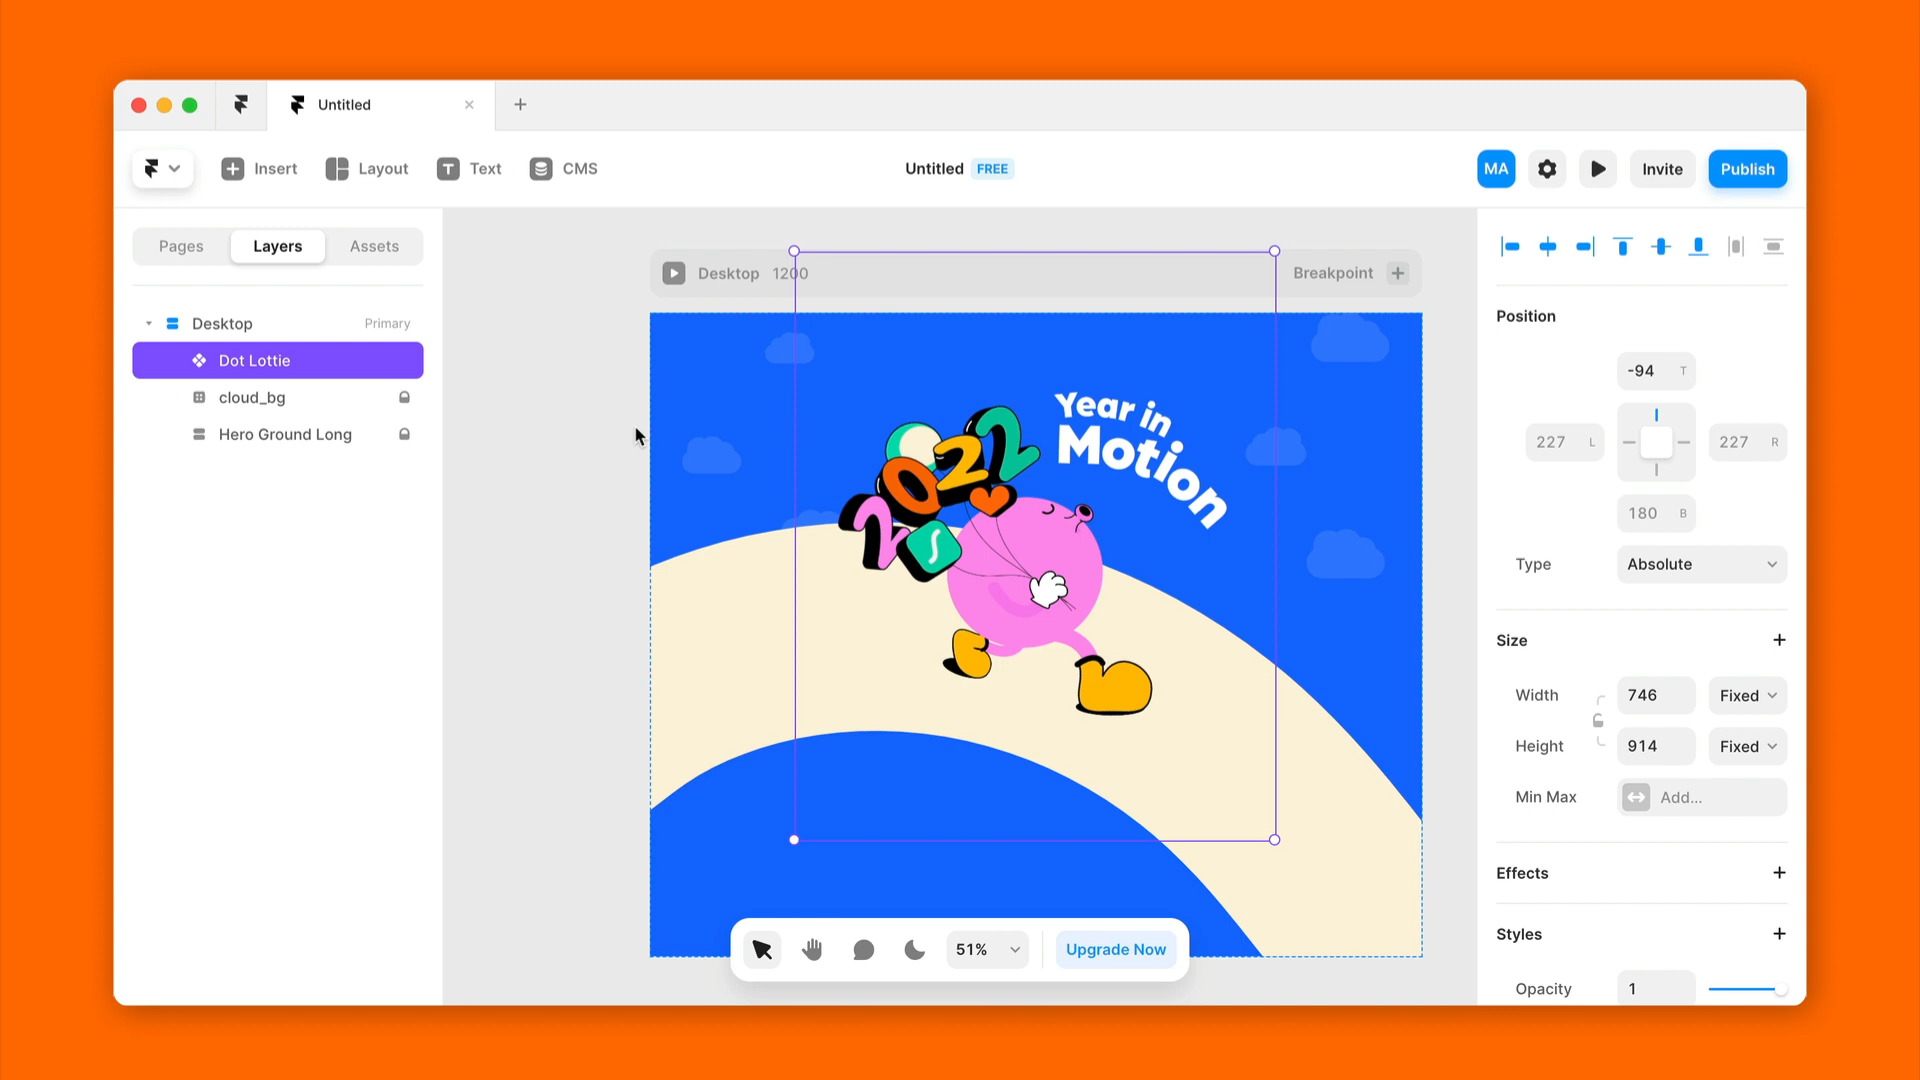 Untitled
Insert
Layout
Text
CMS
Untitled FREE
MA
Invite
Publish
Pages
Layers
Assets
Desktop Primary
Dot Lottie
cloud_bg
Hero Ground Long
Desktop 1200
Breakpoint
Year in
Motion
2022
51%
Upgrade Now
Position
-94 T
227 L
227 R
180 B
Type Absolute
Size
Width 746 Fixed
Height 914 Fixed
Min Max Add...
Effects
Styles
Opacity 1